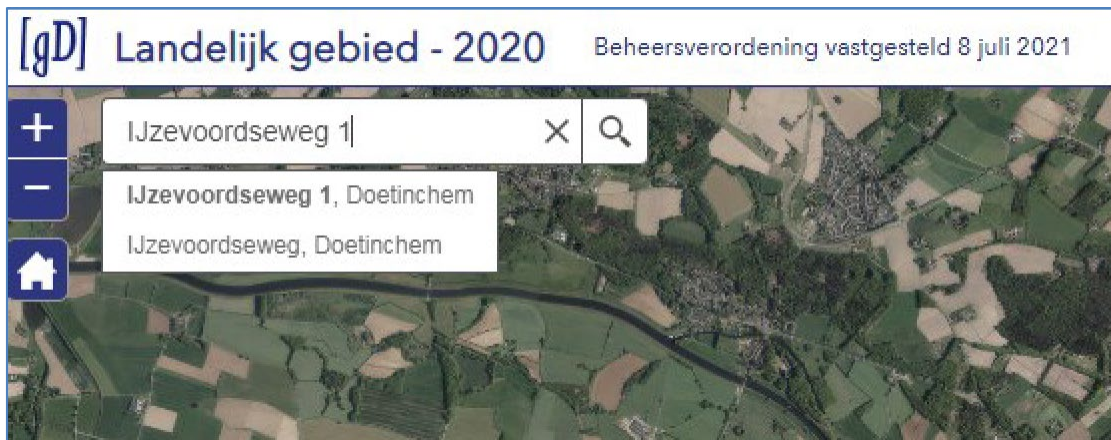 [gD] Landelijk gebied - 2020 Beheersverordening vastgesteld 8 juli 2021
IJzevoordseweg 1
IJzevoordseweg 1, Doetinchem
IJzevoordseweg, Doetinchem